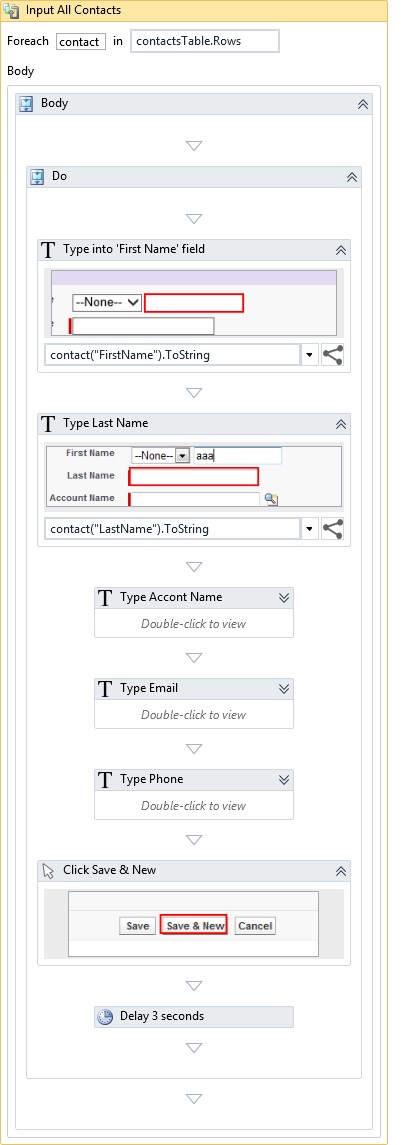 Input All Contacts
Foreach contact in contactsTable.Rows
Body
Body
Do
T Type into 'First Name' field
--None--
contact("FirstName").ToString
T Type Last Name
First Name --None-- aaa
Last Name
Account Name
contact("LastName").ToString
T Type Accont Name
Double-click to view
T Type Email
Double-click to view
T Type Phone
Double-click to view
Click Save & New
Save Save & New Cancel
Delay 3 seconds